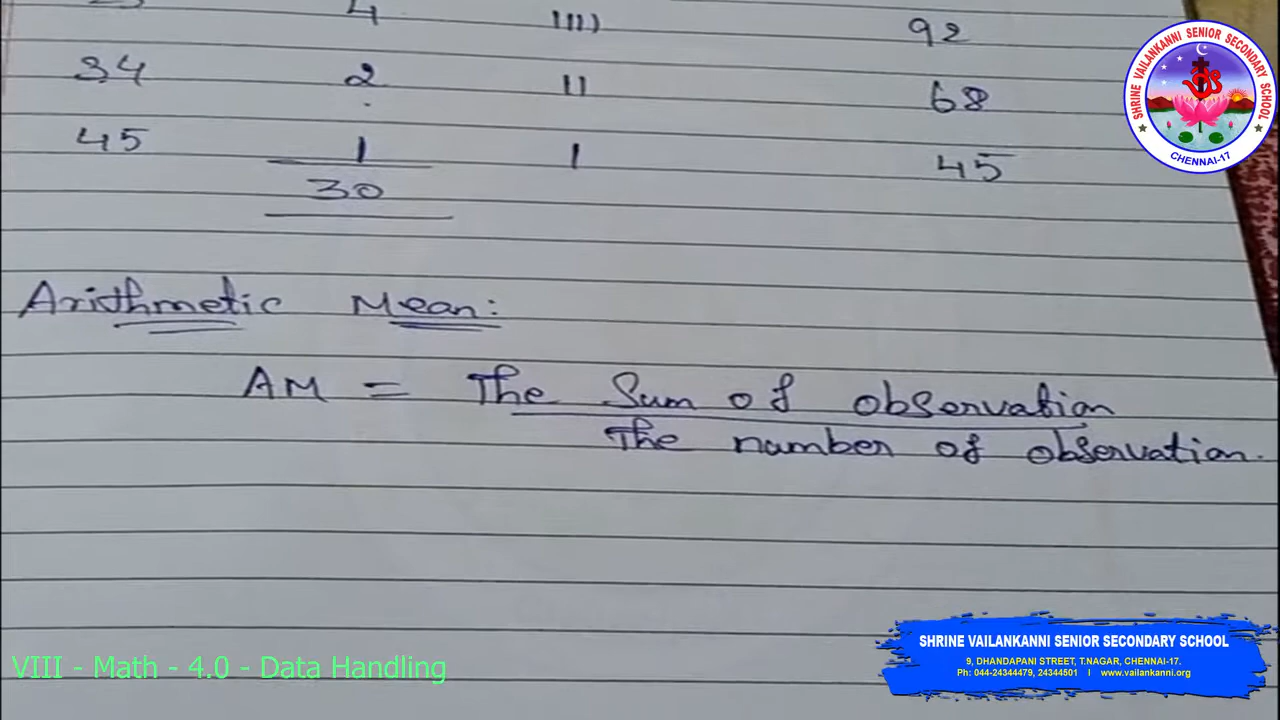 4 IIII 92
34 2 II 68
45 1 I 45
30
Arithmetic Mean:
AM = The Sum of observation
The number of observation.
SHRINE VAILANKANNI SENIOR SECONDARY SCHOOL
CHENNAI-17
VIII - Math - 4.0 - Data Handling
SHRINE VAILANKANNI SENIOR SECONDARY SCHOOL
9, DHANDAPANI STREET, T.NAGAR, CHENNAI-17.
Ph: 044-24344479, 24344501 I www.vailankanni.org